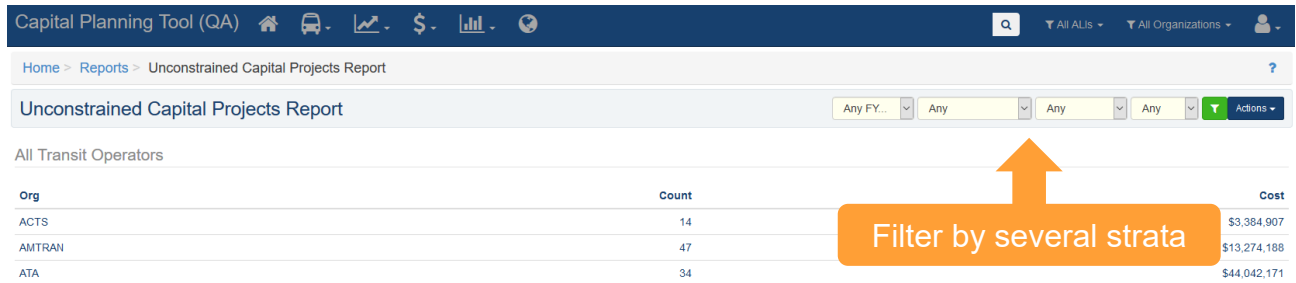 Capital Planning Tool (QA) $ All ALIs All Organizations
Home > Reports > Unconstrained Capital Projects Report ?
Unconstrained Capital Projects Report Any FY... Any Any Any Actions
All Transit Operators
Org Count Cost
ACTS 14 $3,384,907
AMTRAN 47 $13,274,188
ATA 34 $44,042,171
Filter by several strata